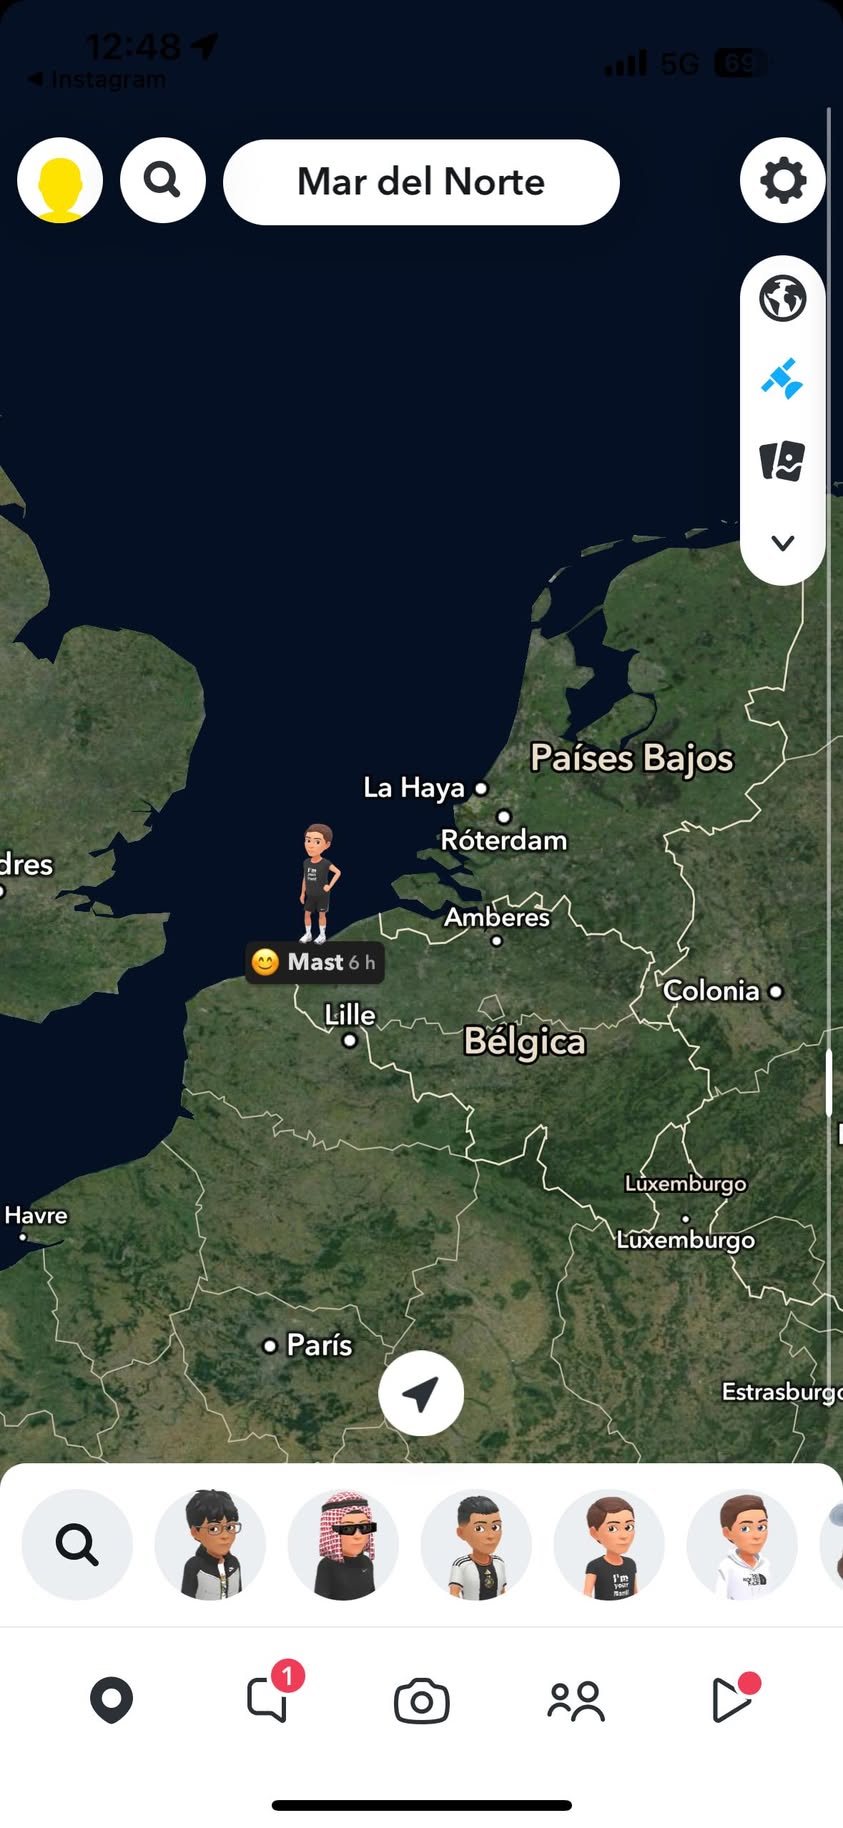 12:48
Instagram
5G
69
Mar del Norte
Países Bajos
La Haya
Róterdam
dres
Amberes
😊 Mast 6 h
Colonia
Lille
Bélgica
Luxemburgo
Havre
Luxemburgo
París
Estrasburgo
I'm
your
1